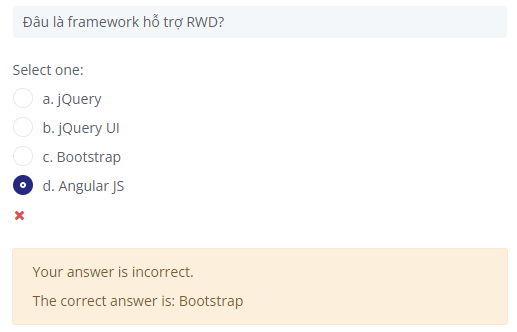 Đâu là framework hỗ trợ RWD?
Select one:
a. jQuery
b. jQuery UI
c. Bootstrap
d. Angular JS
Your answer is incorrect.
The correct answer is: Bootstrap